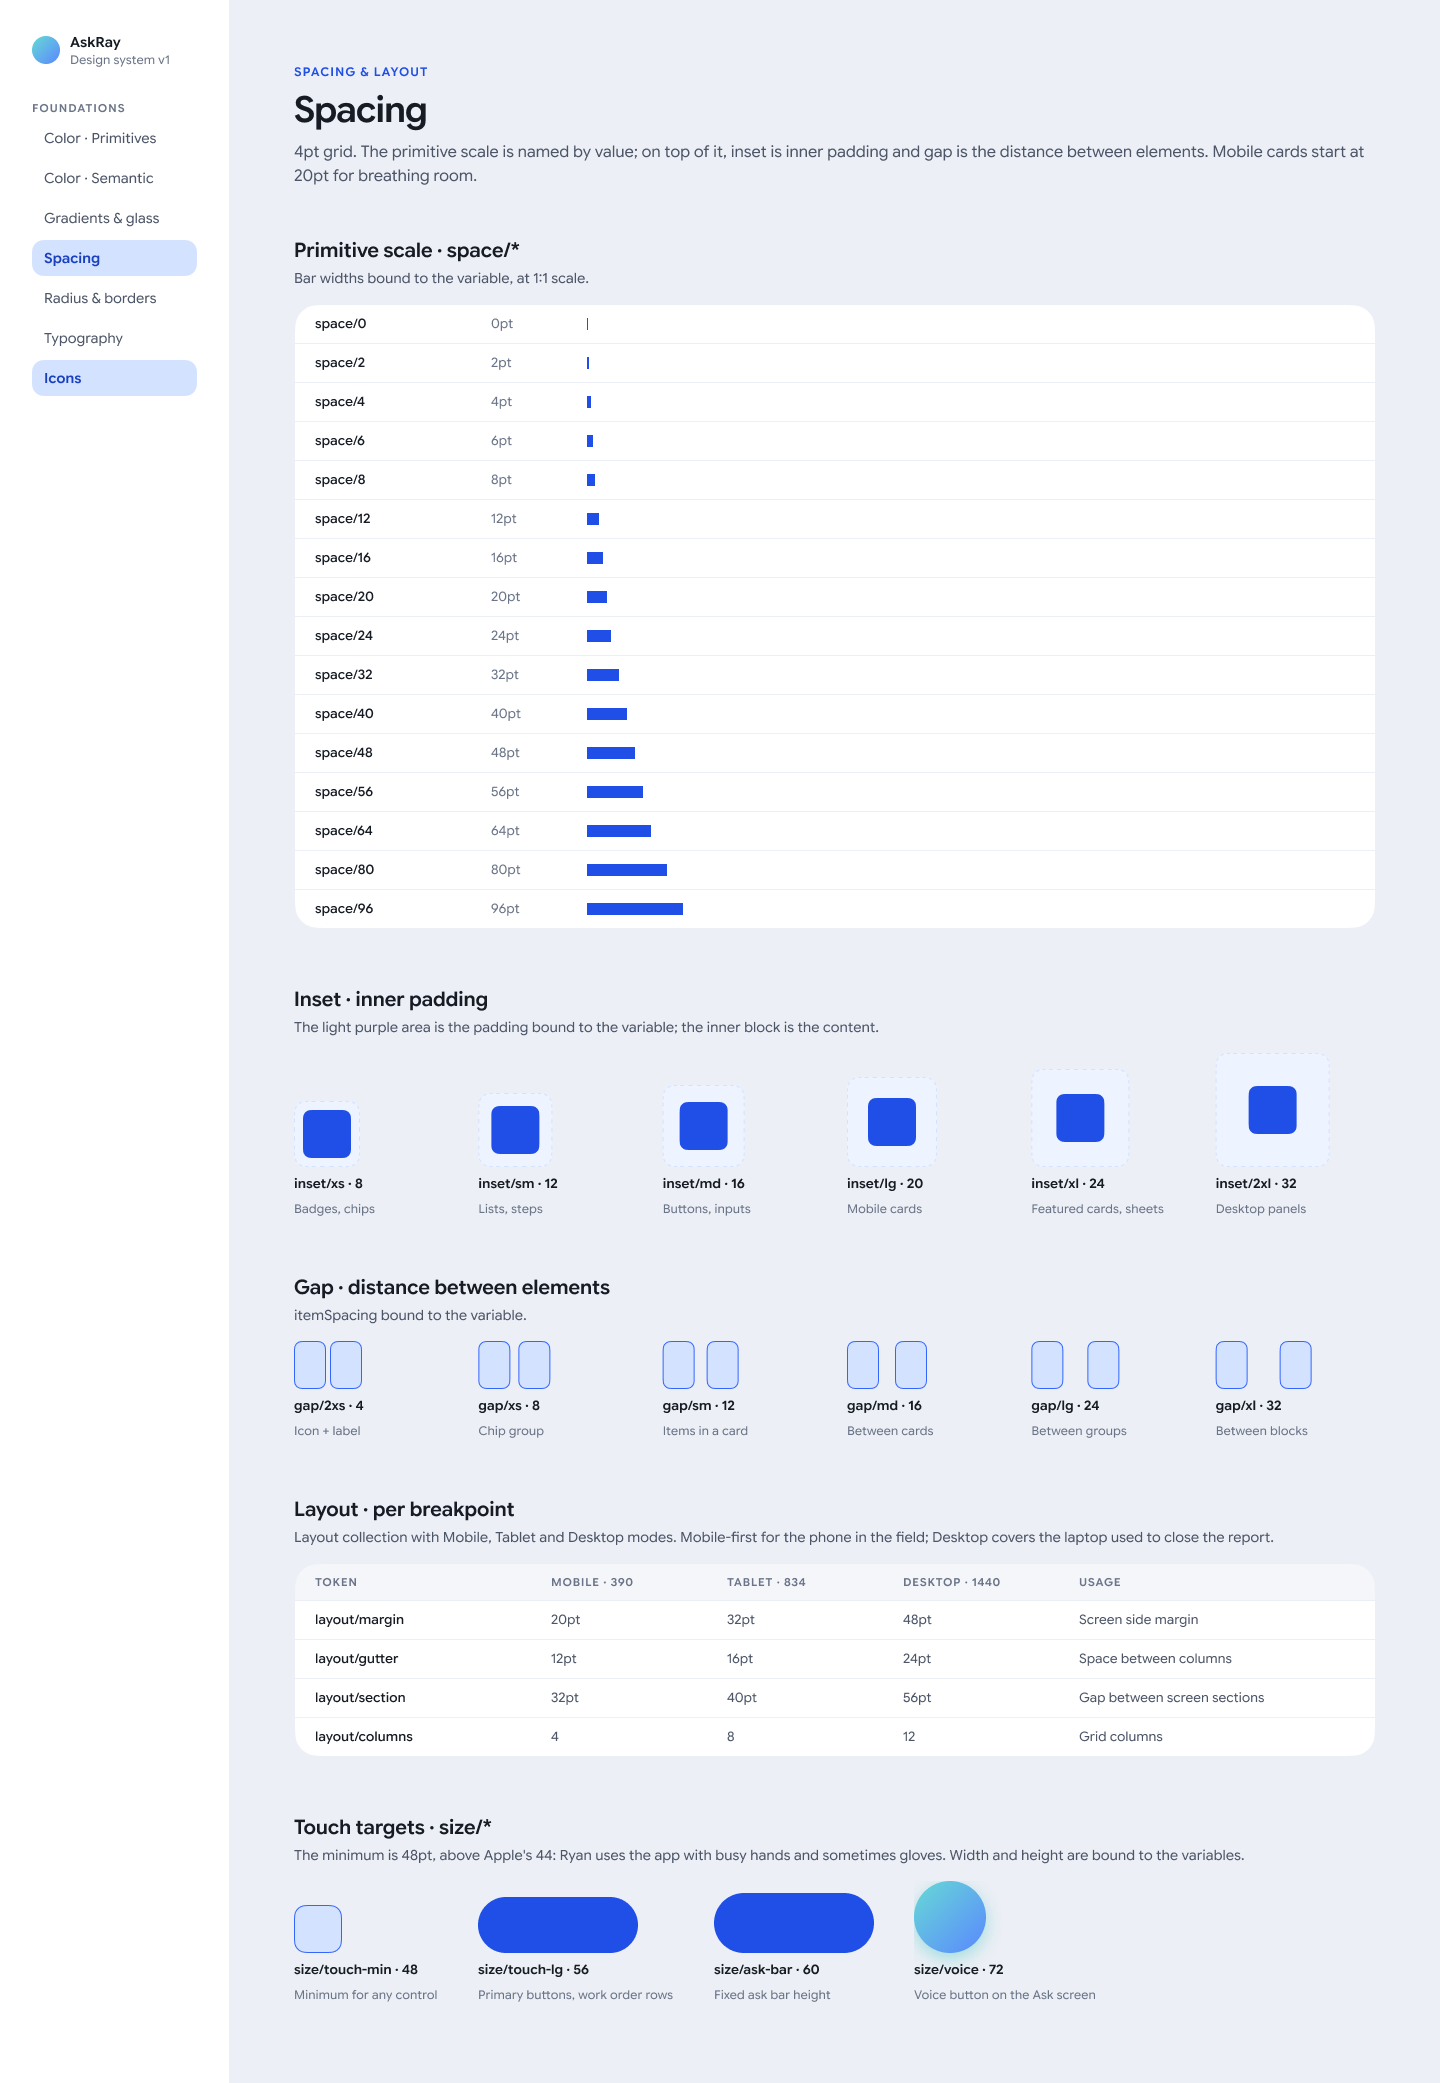 AskRay
Design system v1
FOUNDATIONS
Color · Primitives
Color · Semantic
Gradients & glass
Spacing
Radius & borders
Typography
Icons
SPACING & LAYOUT
Spacing
4pt grid. The primitive scale is named by value; on top of it, inset is inner padding and gap is the distance between elements. Mobile cards start at
20pt for breathing room.
Primitive scale · space/*
Bar widths bound to the variable, at 1:1 scale.
space/0 0pt
space/2 2pt
space/4 4pt
space/6 6pt
space/8 8pt
space/12 12pt
space/16 16pt
space/20 20pt
space/24 24pt
space/32 32pt
space/40 40pt
space/48 48pt
space/56 56pt
space/64 64pt
space/80 80pt
space/96 96pt
Inset · inner padding
The light purple area is the padding bound to the variable; the inner block is the content.
inset/xs · 8 inset/sm · 12 inset/md · 16 inset/lg · 20 inset/xl · 24 inset/2xl · 32
Badges, chips Lists, steps Buttons, inputs Mobile cards Featured cards, sheets Desktop panels
Gap · distance between elements
itemSpacing bound to the variable.
gap/2xs · 4 gap/xs · 8 gap/sm · 12 gap/md · 16 gap/lg · 24 gap/xl · 32
Icon + label Chip group Items in a card Between cards Between groups Between blocks
Layout · per breakpoint
Layout collection with Mobile, Tablet and Desktop modes. Mobile-first for the phone in the field; Desktop covers the laptop used to close the report.
TOKEN MOBILE · 390 TABLET · 834 DESKTOP · 1440 USAGE
layout/margin 20pt 32pt 48pt Screen side margin
layout/gutter 12pt 16pt 24pt Space between columns
layout/section 32pt 40pt 56pt Gap between screen sections
layout/columns 4 8 12 Grid columns
Touch targets · size/*
The minimum is 48pt, above Apple's 44: Ryan uses the app with busy hands and sometimes gloves. Width and height are bound to the variables.
size/touch-min · 48 size/touch-lg · 56 size/ask-bar · 60 size/voice · 72
Minimum for any control Primary buttons, work order rows Fixed ask bar height Voice button on the Ask screen